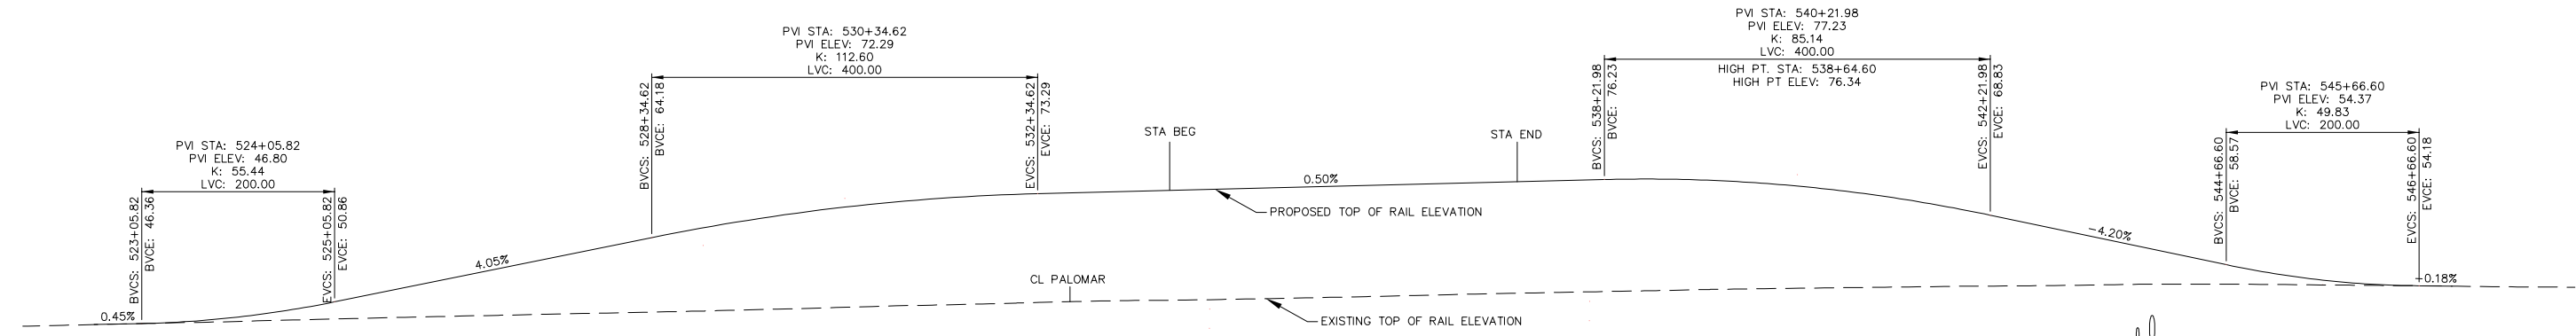 PVI STA: 524+05.82
PVI ELEV: 46.80
K: 55.44
LVC: 200.00
BVCS: 523+05.82
BVCE: 46.36
EVCS: 525+05.82
EVCE: 50.86
0.45%
4.05%
PVI STA: 530+34.62
PVI ELEV: 72.29
K: 112.60
LVC: 400.00
BVCS: 528+34.62
BVCE: 64.18
EVCS: 532+34.62
EVCE: 73.29
STA BEG
0.50%
STA END
PROPOSED TOP OF RAIL ELEVATION
CL PALOMAR
EXISTING TOP OF RAIL ELEVATION
PVI STA: 540+21.98
PVI ELEV: 77.23
K: 85.14
LVC: 400.00
HIGH PT. STA: 538+64.60
HIGH PT ELEV: 76.34
BVCS: 538+21.98
BVCE: 76.23
EVCS: 542+21.98
EVCE: 68.83
-4.20%
PVI STA: 545+66.60
PVI ELEV: 54.37
K: 49.83
LVC: 200.00
BVCS: 544+66.60
BVCE: 58.57
EVCS: 546+66.60
EVCE: 54.18
+0.18%